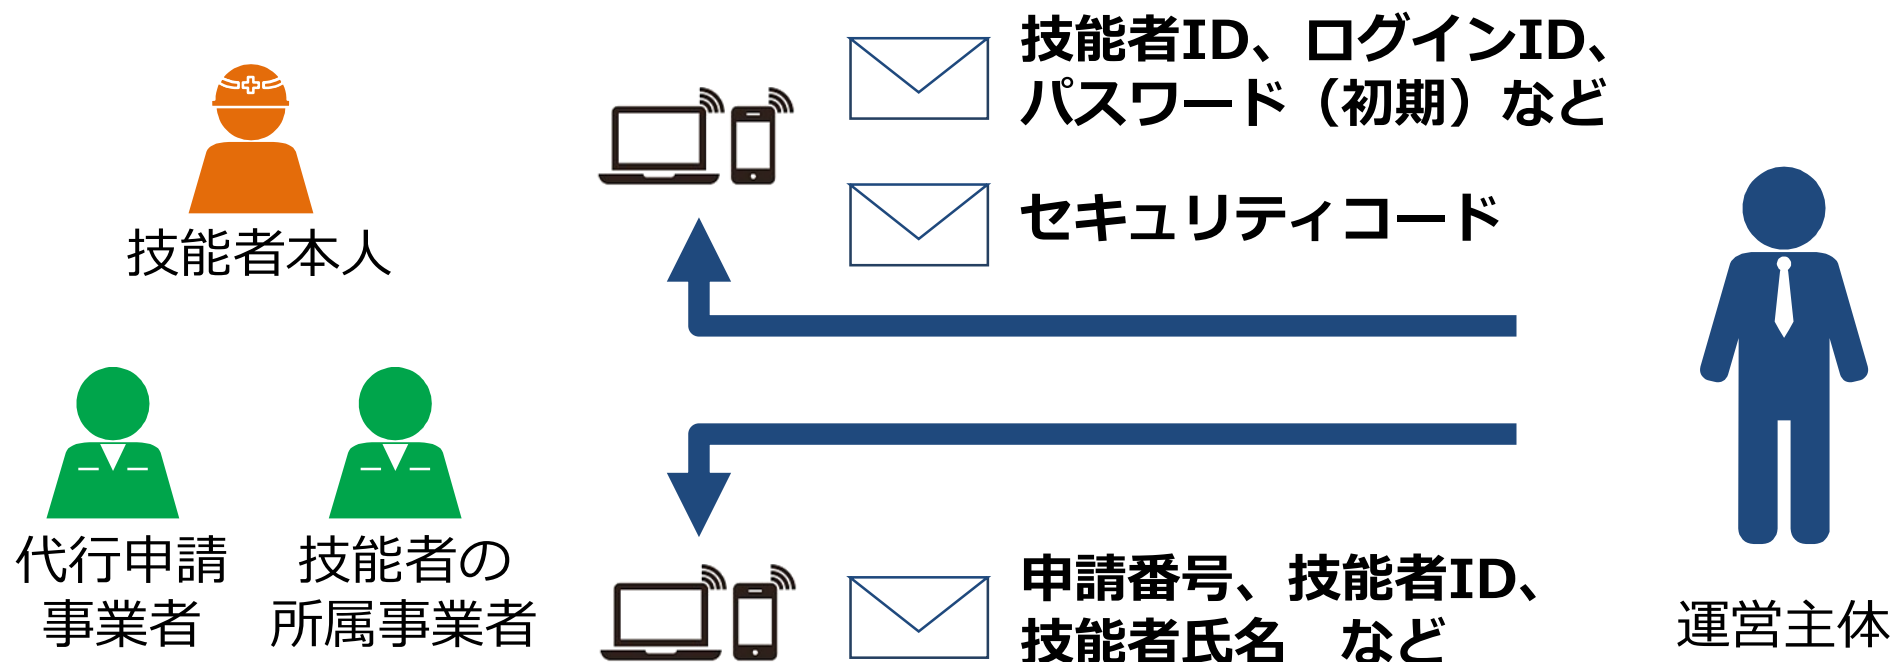 技能者ID、ログインID、
パスワード（初期）など
セキュリティコード
技能者本人
代行申請
事業者
技能者の
所属事業者
申請番号、技能者ID、
技能者氏名　など
運営主体